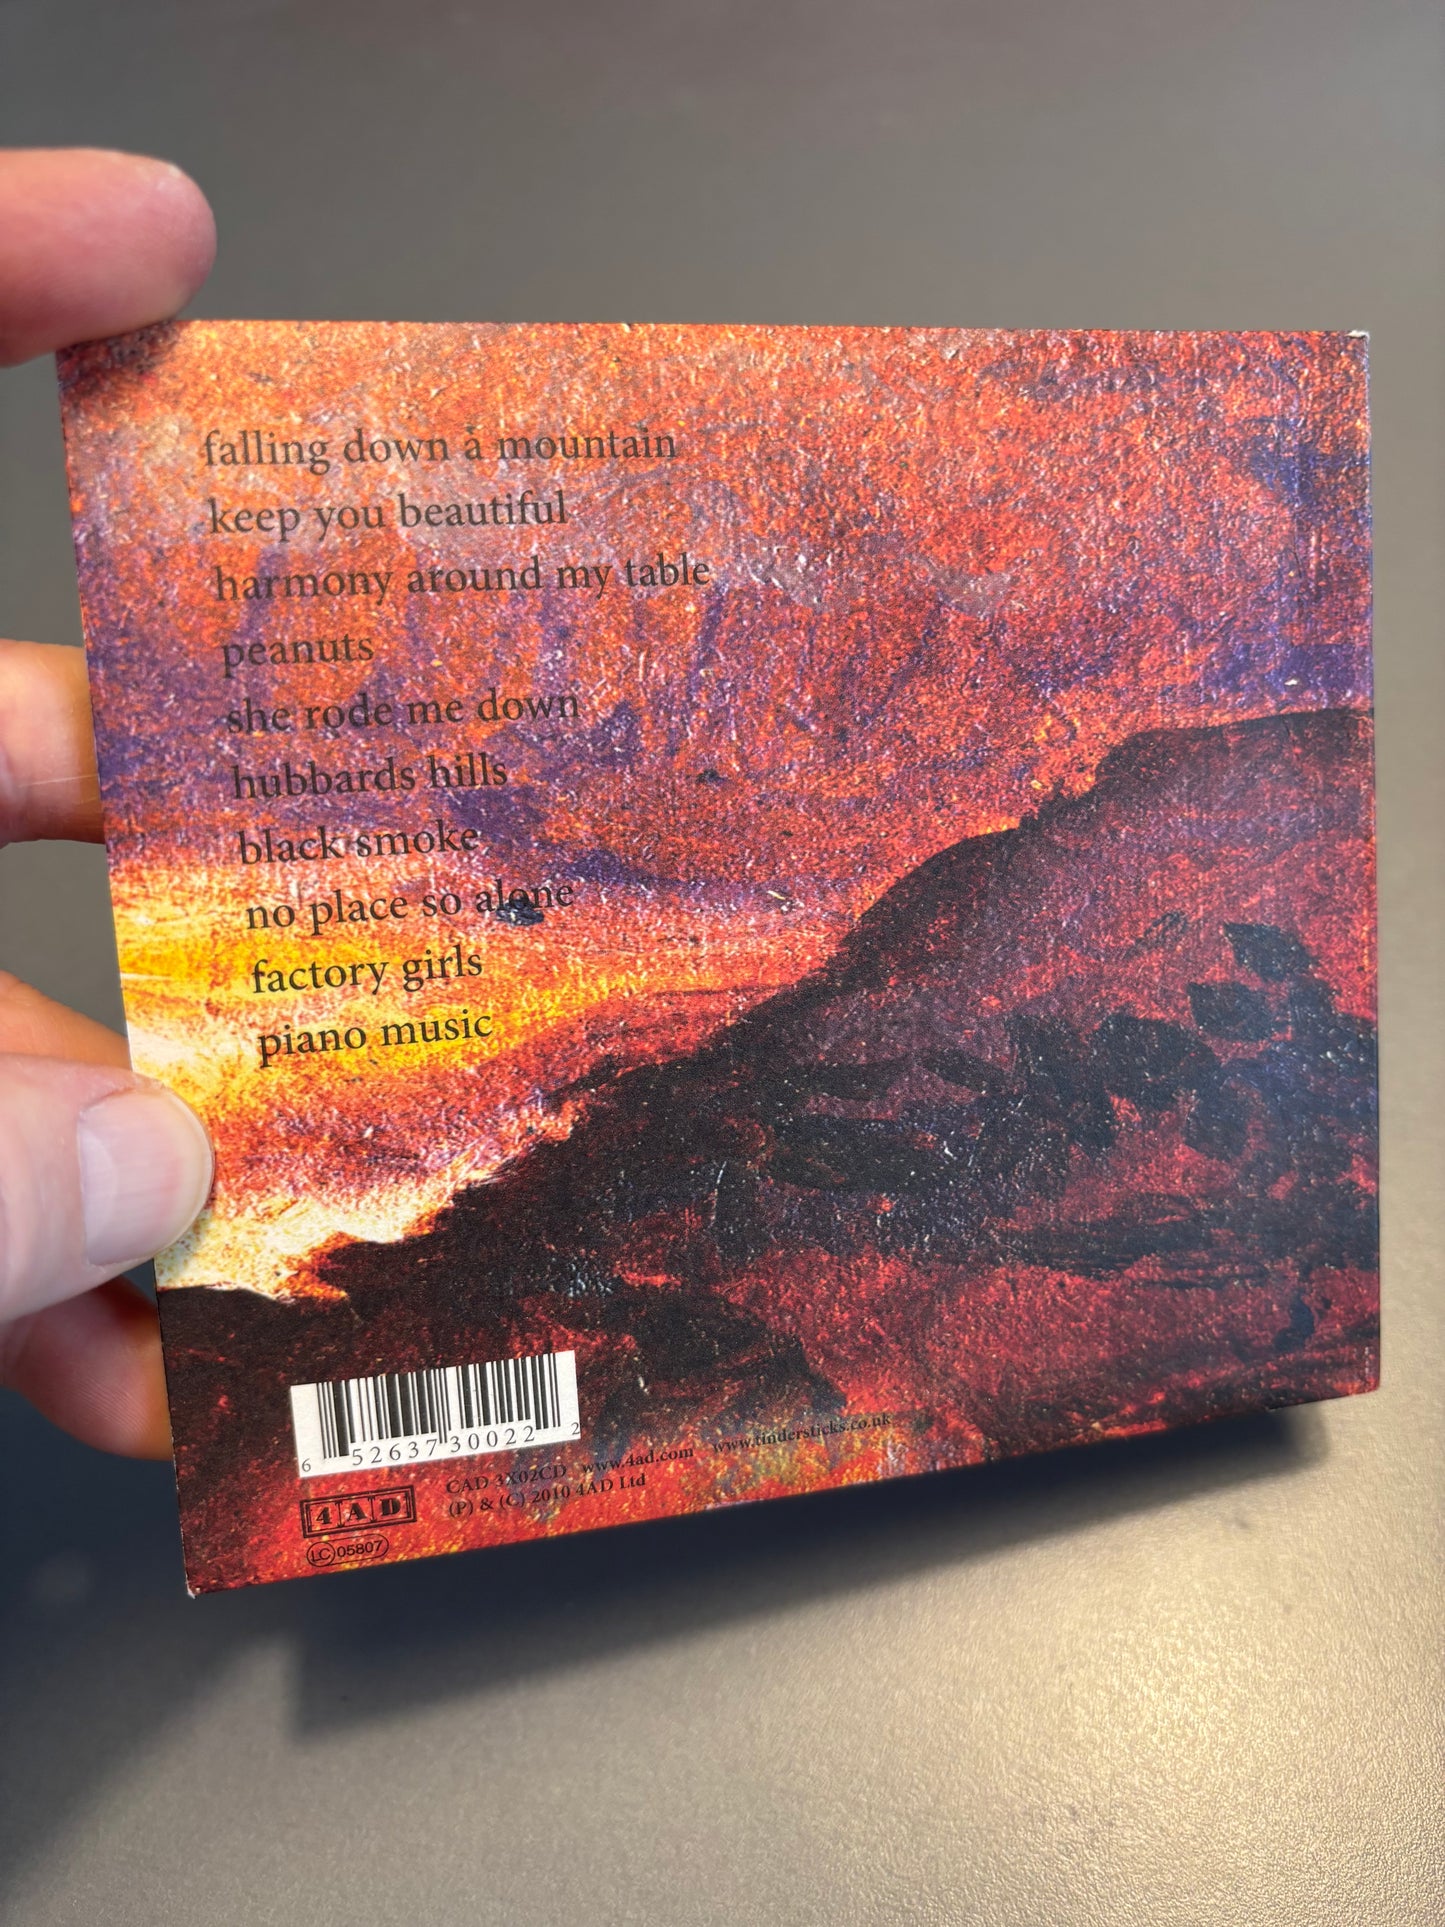 falling down a mountain
keep you beautiful
harmony around my table
peanuts
she rode me down
hubbards hills
black smoke
no place so alone
factory girls
piano music
6 52637 30022 2
CAD 3X02CD www.4ad.com www.tindersticks.co.uk
(P) & (C) 2010 4AD Ltd
4AD
LC 05807